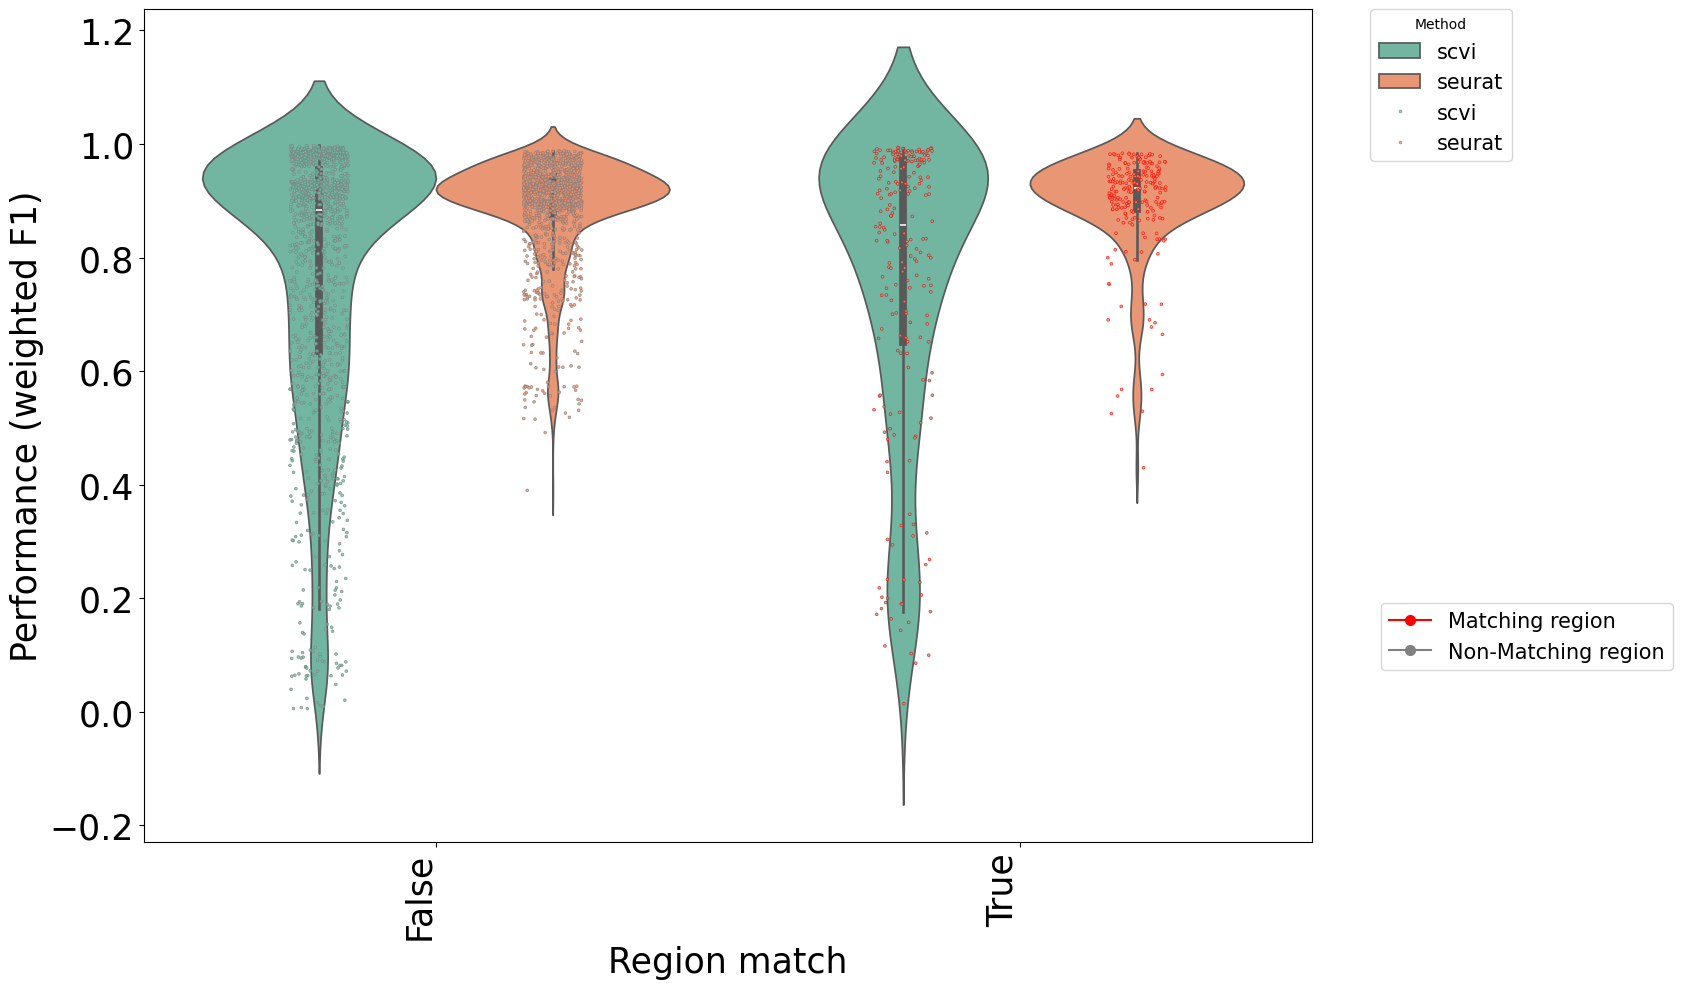 Performance (weighted F1)
1.2
1.0
0.8
0.6
0.4
0.2
0.0
−0.2
False
True
Region match
Method
scvi
seurat
scvi
seurat
Matching region
Non-Matching region